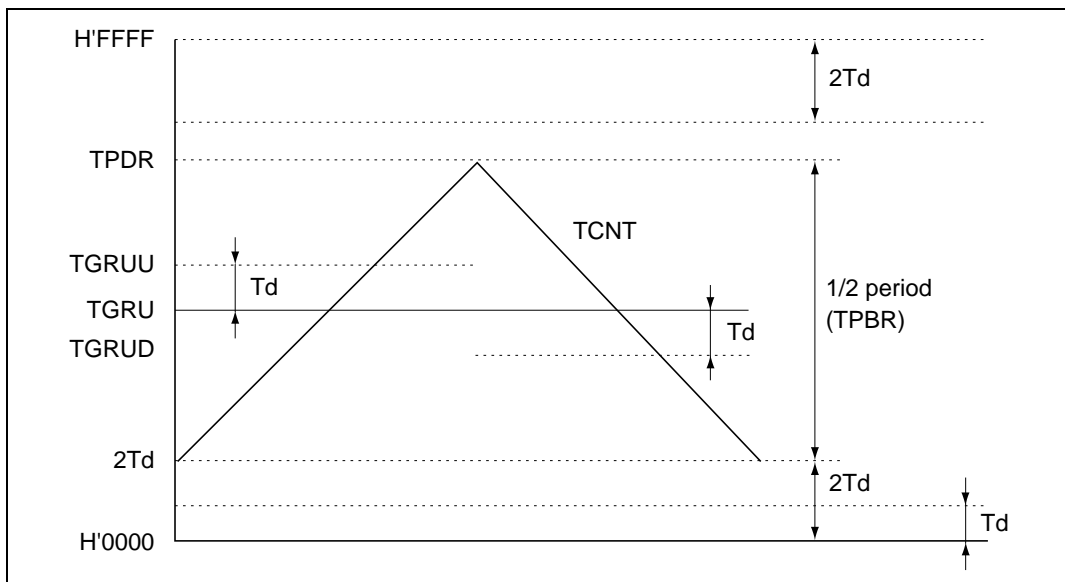 H'FFFF
2Td
TPDR
TCNT
TGRUU
Td
1/2 period
(TPBR)
TGRU
Td
TGRUD
2Td
2Td
Td
H'0000